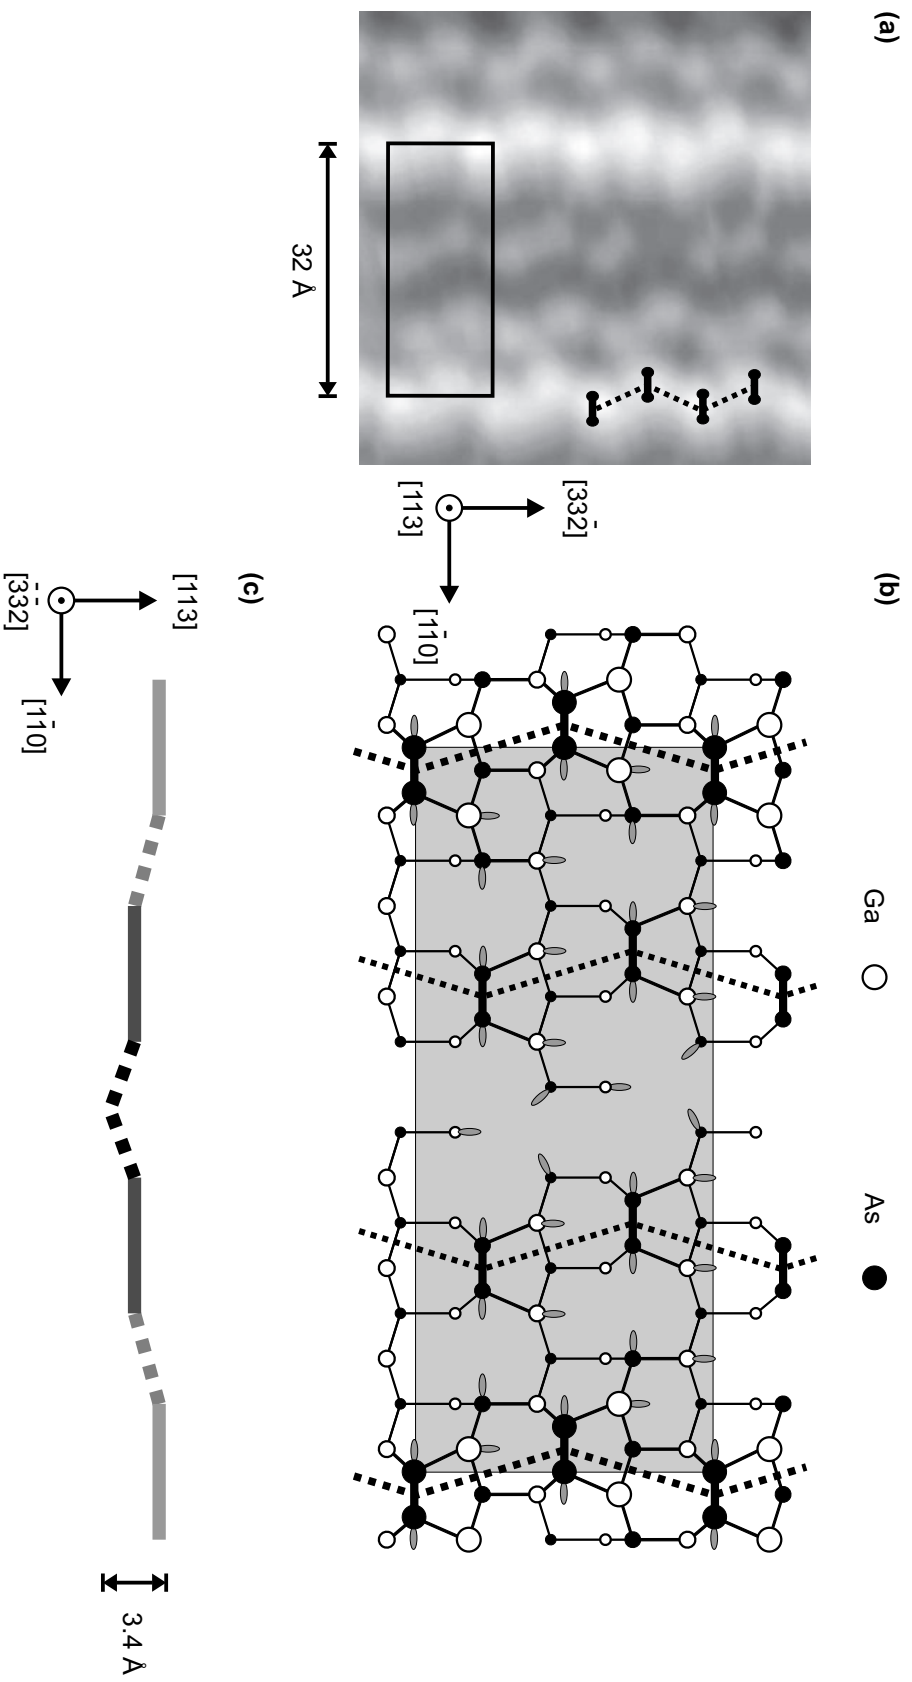 (a)
32 Å
(b)
Ga
As
[332̄]
[113]
[11̄0]
(c)
[113]
[3̄3̄2]
[11̄0]
3.4 Å